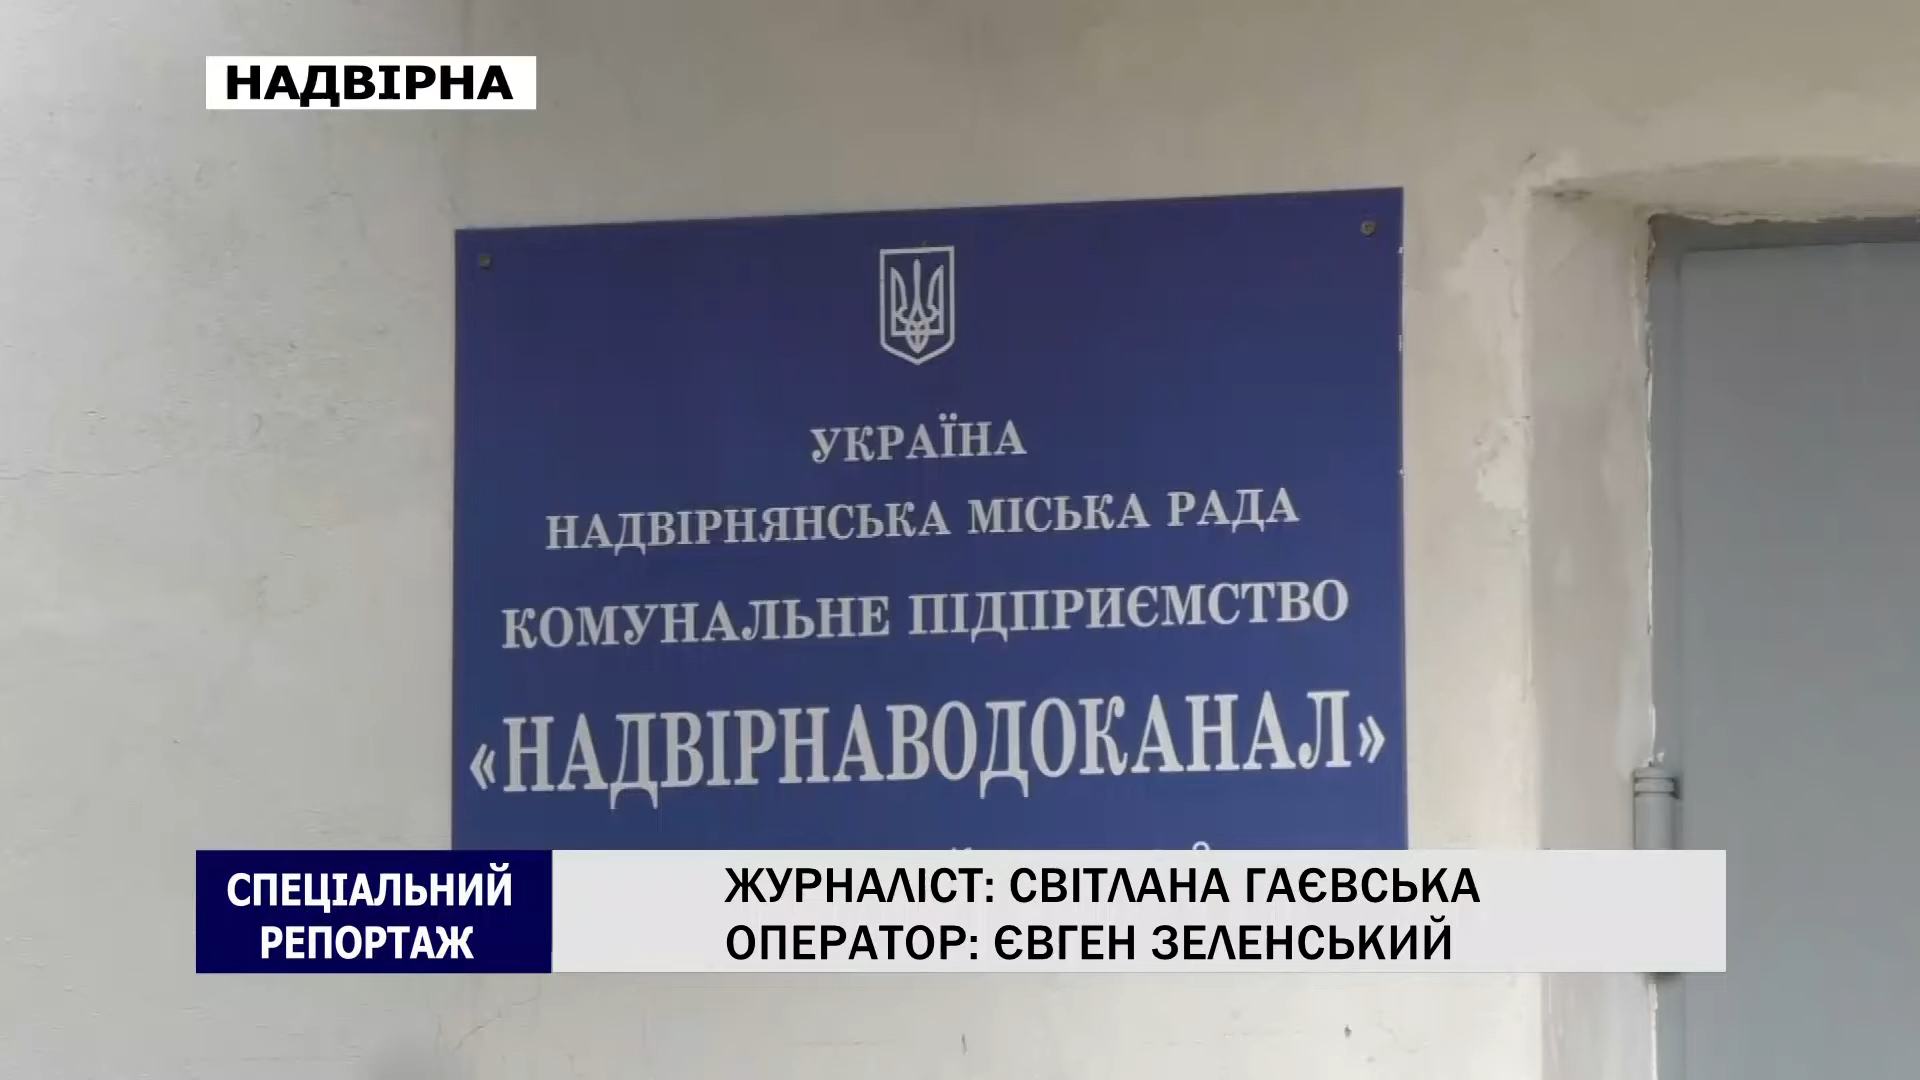 НАДВІРНА
УКРАЇНА
НАДВІРНЯНСЬКА МІСЬКА РАДА
КОМУНАЛЬНЕ ПІДПРИЄМСТВО
«НАДВІРНАВОДОКАНАЛ»
СПЕЦІАЛЬНИЙ
РЕПОРТАЖ
ЖУРНАЛІСТ: СВІТЛАНА ГАЄВСЬКА
ОПЕРАТОР: ЄВГЕН ЗЕЛЕНСЬКИЙ